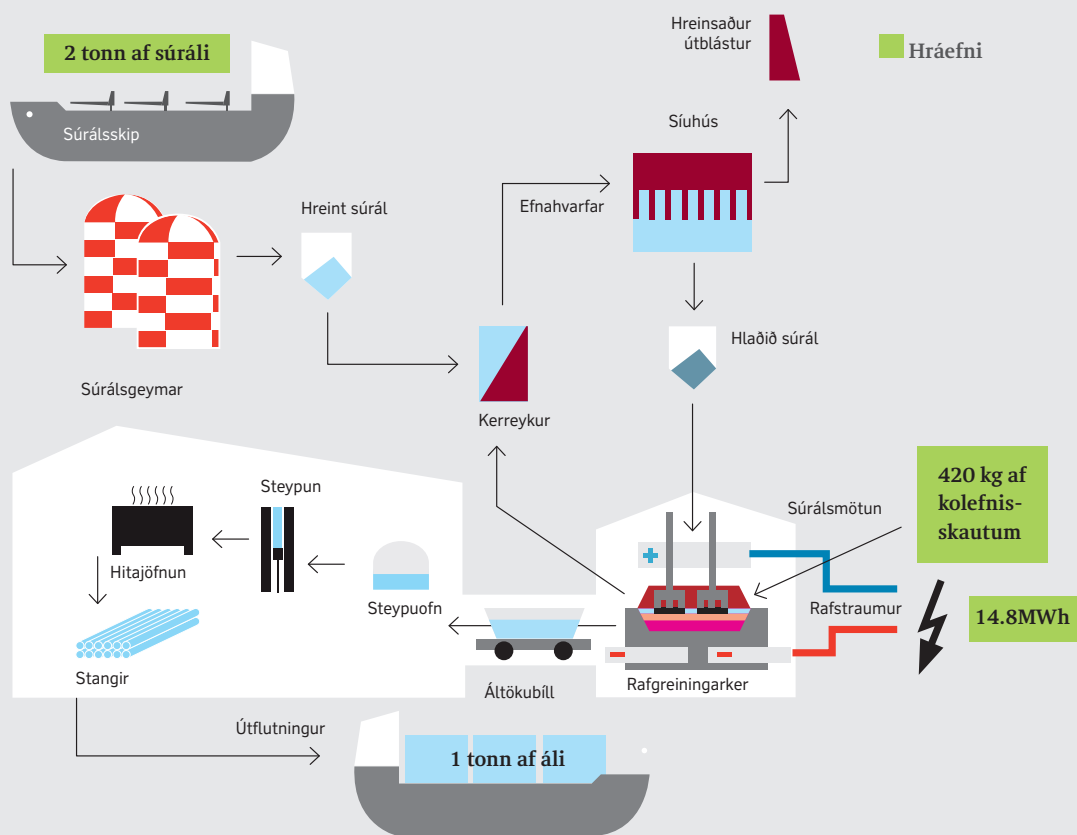 2 tonn af súráli
Súrálsskip
Hreinsaður
útblástur
Hráefni
Síuhús
Efnahvarfar
Hreint súrál
Súrálsgeymar
Hlaðið súrál
Kerreykur
420 kg af
kolefnis-
skautum
Súrálsmötun
Steypun
Hitajöfnun
Steypuofn
Rafstraumur
14.8MWh
Stangir
Áltökubíll
Rafgreiningarker
Útflutningur
1 tonn af áli